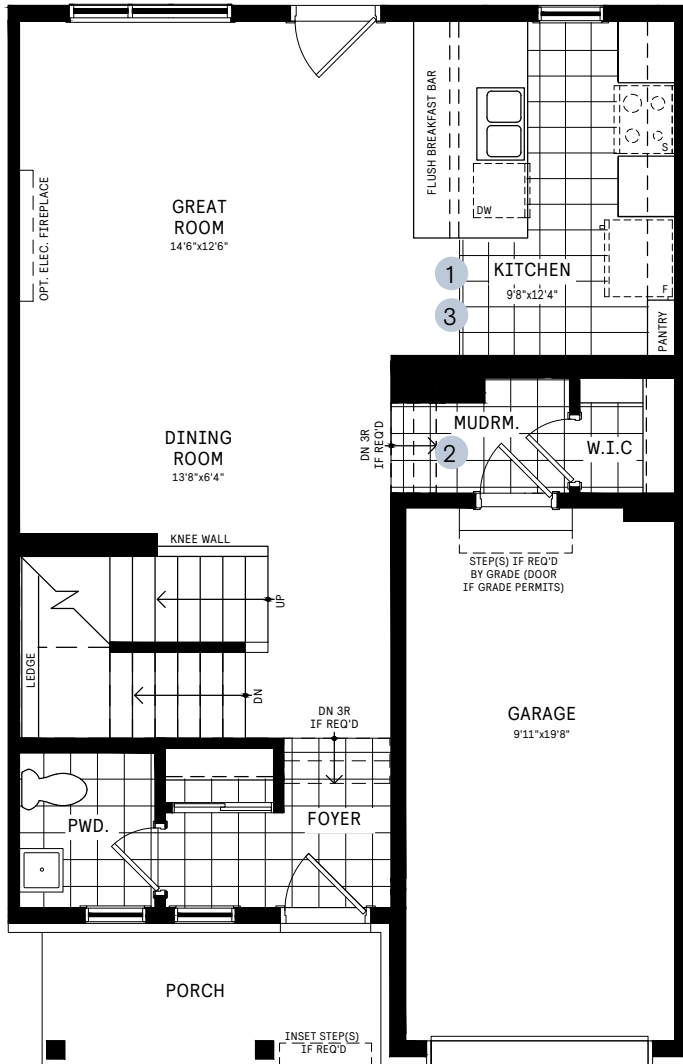 FLUSH BREAKFAST BAR
DW
S
F
OPT. ELEC. FIREPLACE
GREAT
ROOM
14'6"x12'6"
1
KITCHEN
9'8"x12'4"
3
PANTRY
DINING
ROOM
13'8"x6'4"
DN 3R
IF REQ'D
MUDRM.
2
W.I.C
KNEE WALL
STEP(S) IF REQ'D
BY GRADE (DOOR
IF GRADE PERMITS)
UP
LEDGE
DN
DN 3R
IF REQ'D
GARAGE
9'11"x19'8"
PWD.
FOYER
PORCH
INSET STEP(S)
IF REQ'D